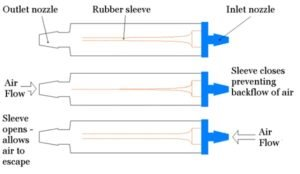 Outlet nozzle
Rubber sleeve
Inlet nozzle
Air
Flow
Sleeve closes
preventing
backflow of air
Sleeve
opens -
allows
air to
escape
Air
Flow